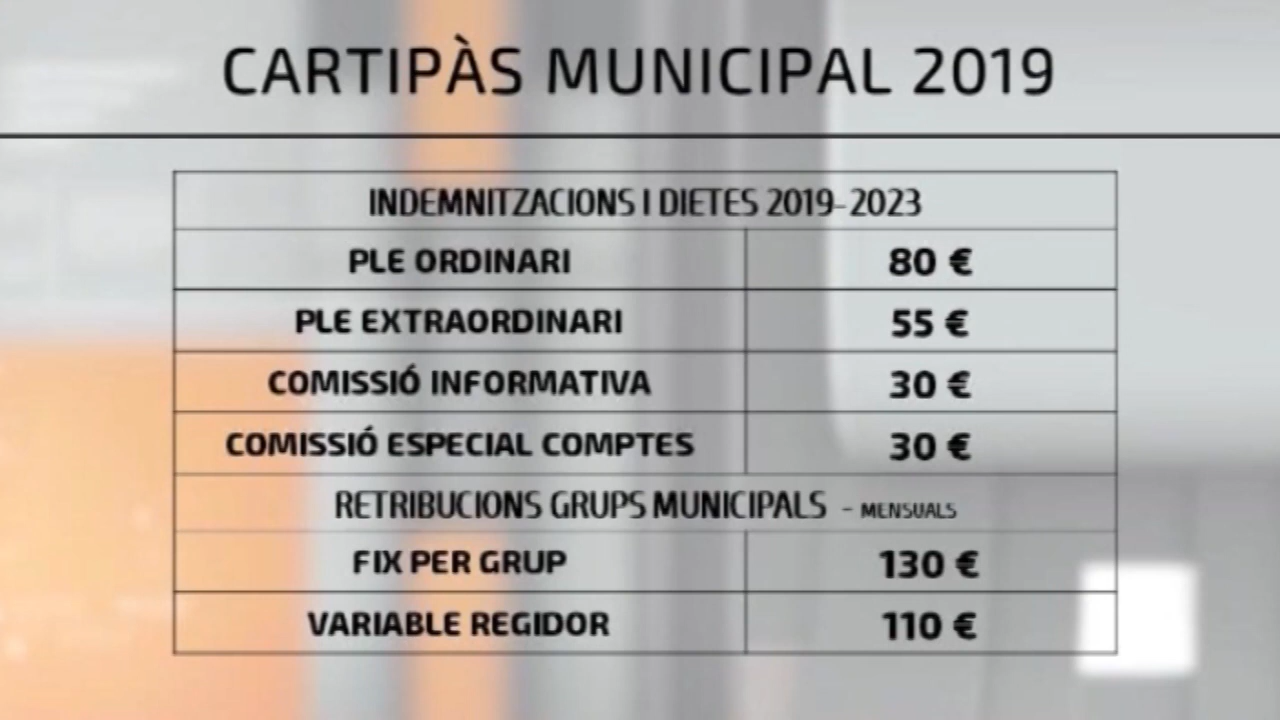 CARTIPÀS MUNICIPAL 2019
INDEMNITZACIONS I DIETES 2019-2023
PLE ORDINARI 80 €
PLE EXTRAORDINARI 55 €
COMISSIÓ INFORMATIVA 30 €
COMISSIÓ ESPECIAL COMPTES 30 €
RETRIBUCIONS GRUPS MUNICIPALS - MENSUALS
FIX PER GRUP 130 €
VARIABLE REGIDOR 110 €